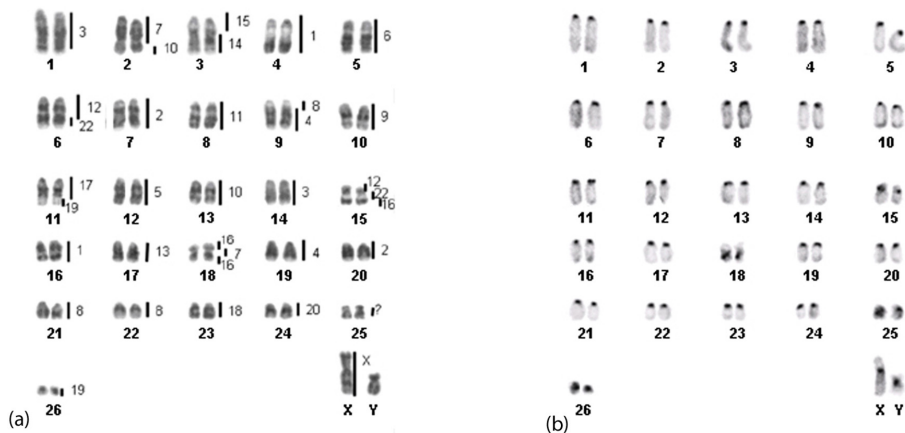 3 7 10 15 14 1 6
1 2 3 4 5 1 2 3 4 5
12 22 2 11 8 4 9
6 7 8 9 10 6 7 8 9 10
17 19 5 10 3 12 22 16
11 12 13 14 15 11 12 13 14 15
1 13 16 7 16 4 2
16 17 18 19 20 16 17 18 19 20
8 8 18 20 ?
21 22 23 24 25 21 22 23 24 25
19 X
(a) 26 X Y (b) 26 X Y